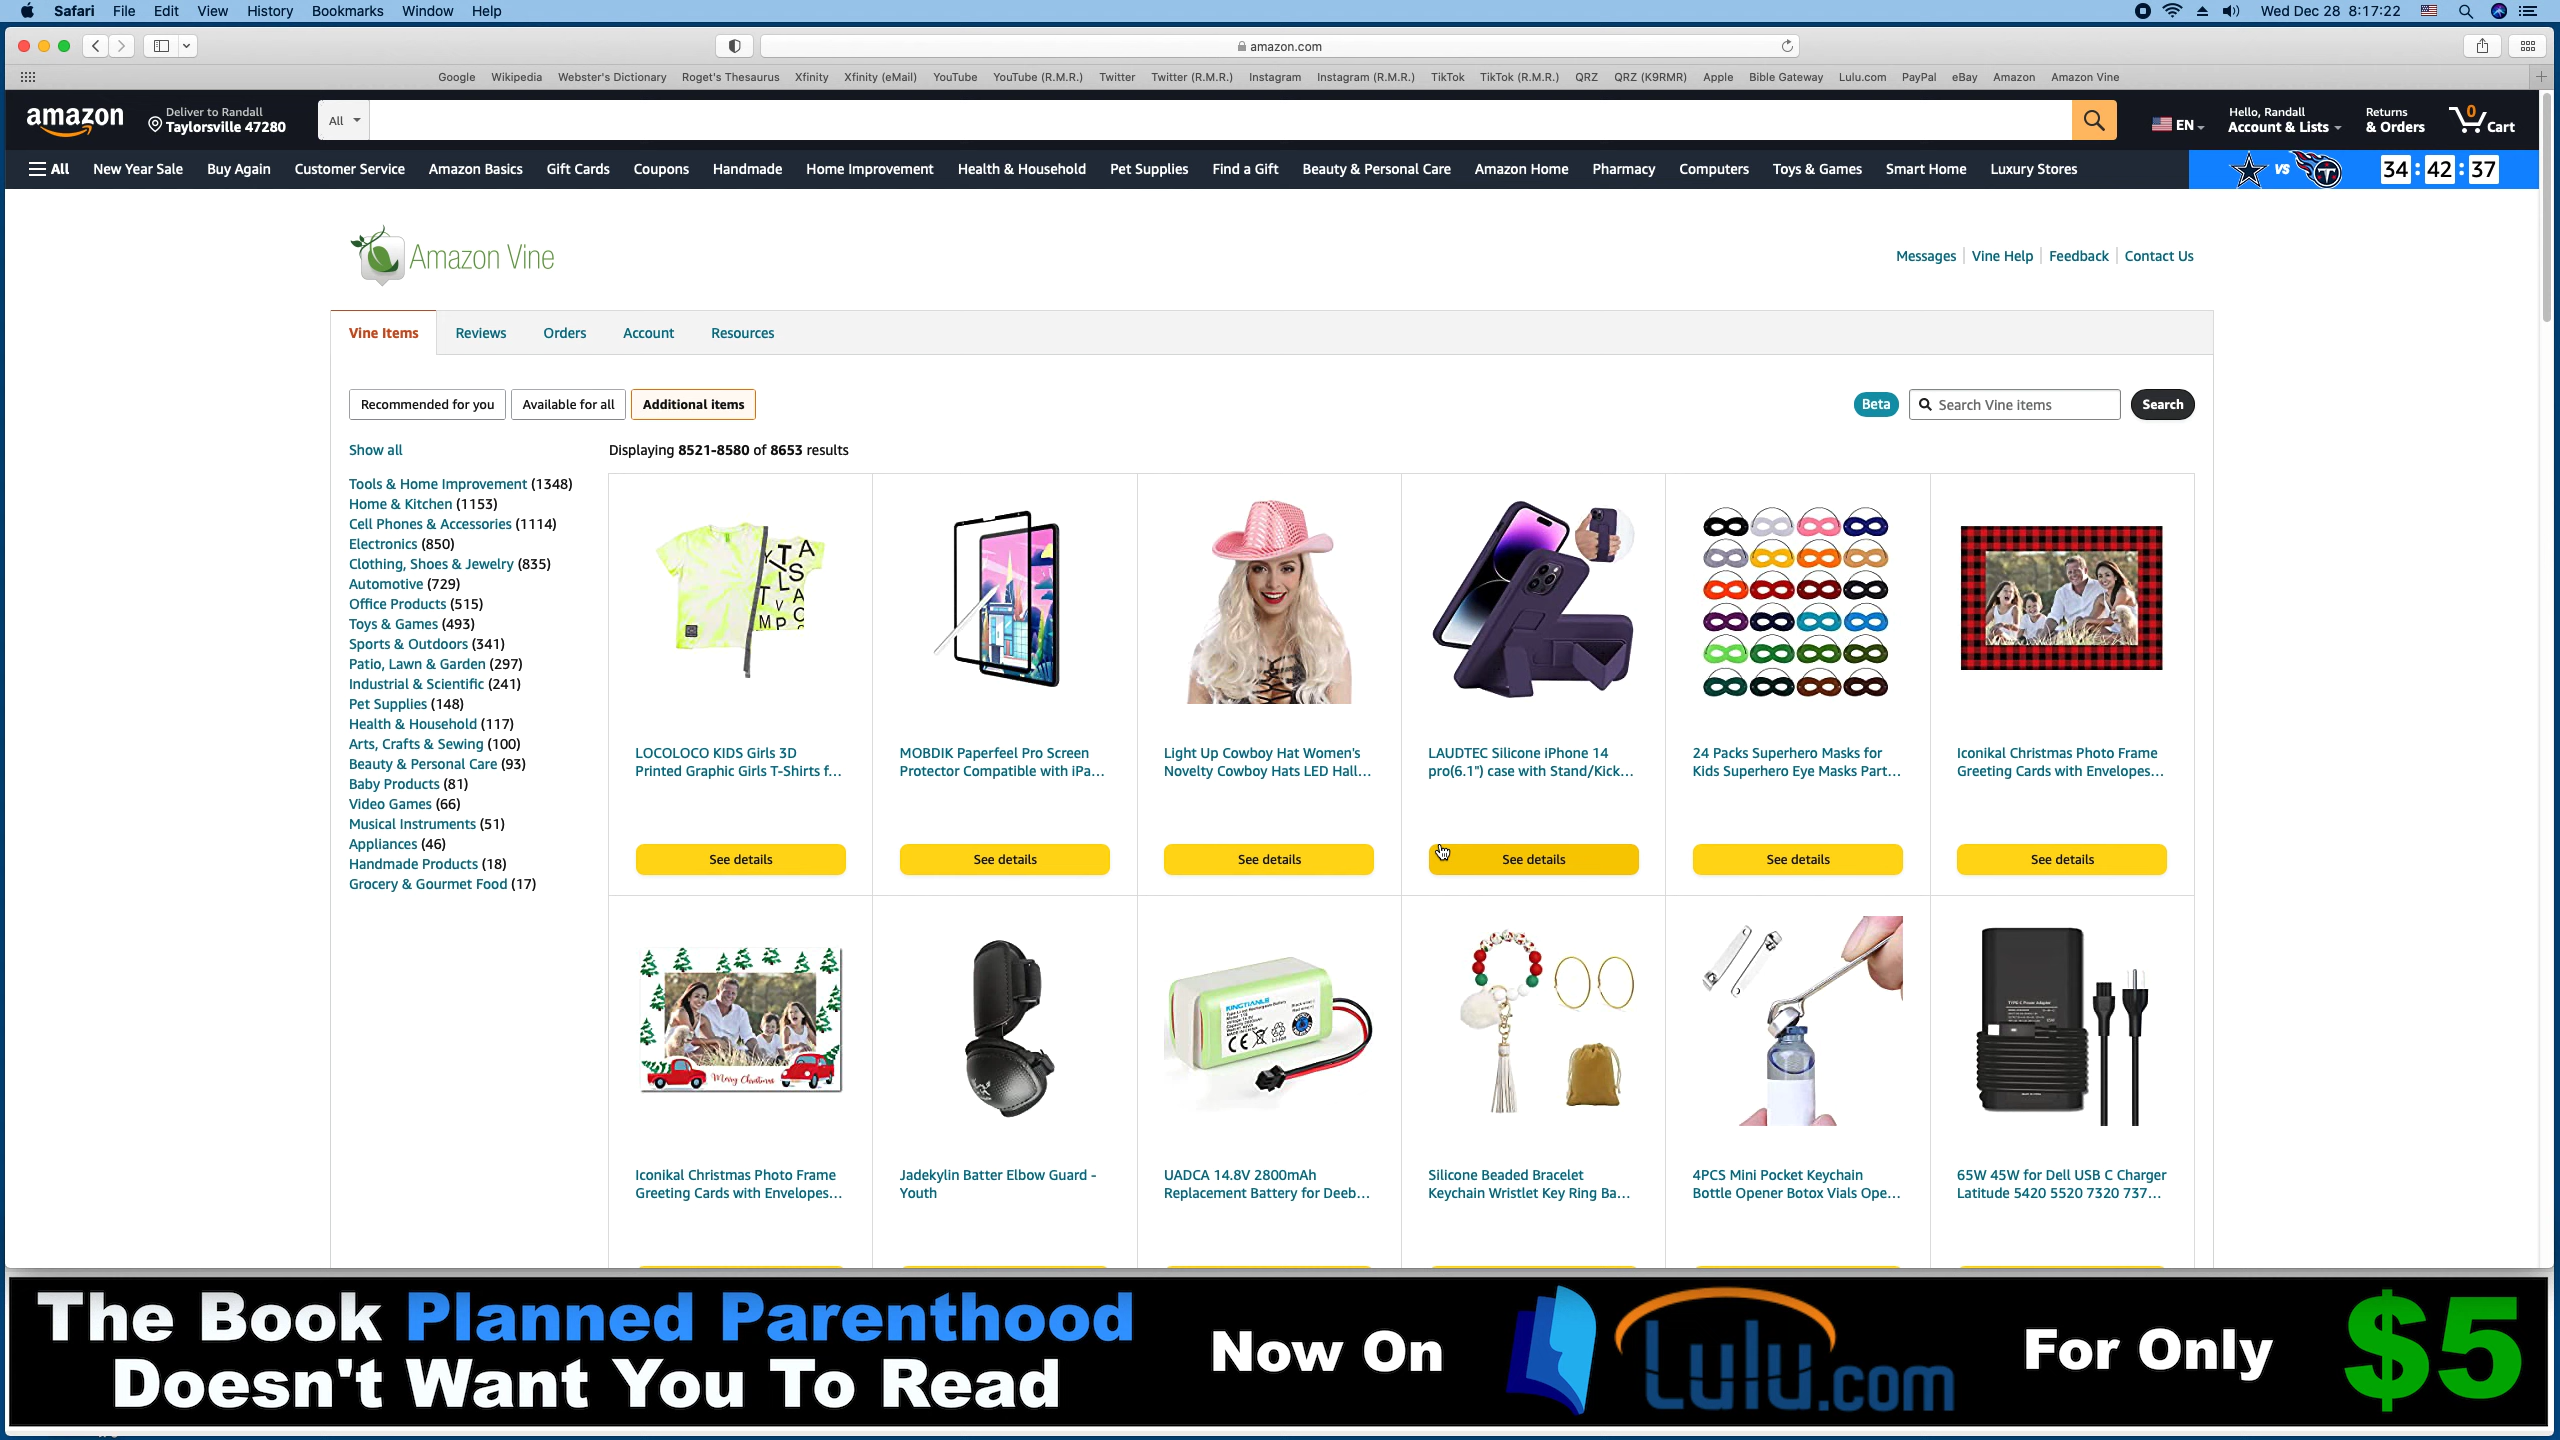 Safari File Edit View History Bookmarks Window Help Wed Dec 28 8:17:22
amazon.com
Google Wikipedia Webster's Dictionary Roget's Thesaurus Xfinity Xfinity (eMail) YouTube YouTube (R.M.R.) Twitter Twitter (R.M.R.) Instagram Instagram (R.M.R.) TikTok TikTok (R.M.R.) QRZ QRZ (K9RMR) Apple Bible Gateway Lulu.com PayPal eBay Amazon Amazon Vine
amazon
Deliver to Randall
Taylorsville 47280
All
EN
Hello, Randall
Account & Lists
Returns
& Orders
0
Cart
All New Year Sale Buy Again Customer Service Amazon Basics Gift Cards Coupons Handmade Home Improvement Health & Household Pet Supplies Find a Gift Beauty & Personal Care Amazon Home Pharmacy Computers Toys & Games Smart Home Luxury Stores
VS
T
34 : 42 : 37
Amazon Vine
Messages Vine Help Feedback Contact Us
Vine Items Reviews Orders Account Resources
Recommended for you Available for all Additional items
Beta Search Vine items Search
Show all
Displaying 8521-8580 of 8653 results
Tools & Home Improvement (1348)
Home & Kitchen (1153)
Cell Phones & Accessories (1114)
Electronics (850)
Clothing, Shoes & Jewelry (835)
Automotive (729)
Office Products (515)
Toys & Games (493)
Sports & Outdoors (341)
Patio, Lawn & Garden (297)
Industrial & Scientific (241)
Pet Supplies (148)
Health & Household (117)
Arts, Crafts & Sewing (100)
Beauty & Personal Care (93)
Baby Products (81)
Video Games (66)
Musical Instruments (51)
Appliances (46)
Handmade Products (18)
Grocery & Gourmet Food (17)
LOCOLOCO KIDS Girls 3D
Printed Graphic Girls T-Shirts f...
See details
MOBDIK Paperfeel Pro Screen
Protector Compatible with iPa...
See details
Light Up Cowboy Hat Women's
Novelty Cowboy Hats LED Hall...
See details
LAUDTEC Silicone iPhone 14
pro(6.1") case with Stand/Kick...
See details
24 Packs Superhero Masks for
Kids Superhero Eye Masks Part...
See details
Iconikal Christmas Photo Frame
Greeting Cards with Envelopes...
See details
Merry Christmas
Iconikal Christmas Photo Frame
Greeting Cards with Envelopes...
Jadekylin Batter Elbow Guard -
Youth
KINGTIANLE
CE
UADCA 14.8V 2800mAh
Replacement Battery for Deeb...
Silicone Beaded Bracelet
Keychain Wristlet Key Ring Ba...
4PCS Mini Pocket Keychain
Bottle Opener Botox Vials Ope...
65W 45W for Dell USB C Charger
Latitude 5420 5520 7320 737...
The Book Planned Parenthood
Doesn't Want You To Read
Now On
Lulu.com
For Only
$5